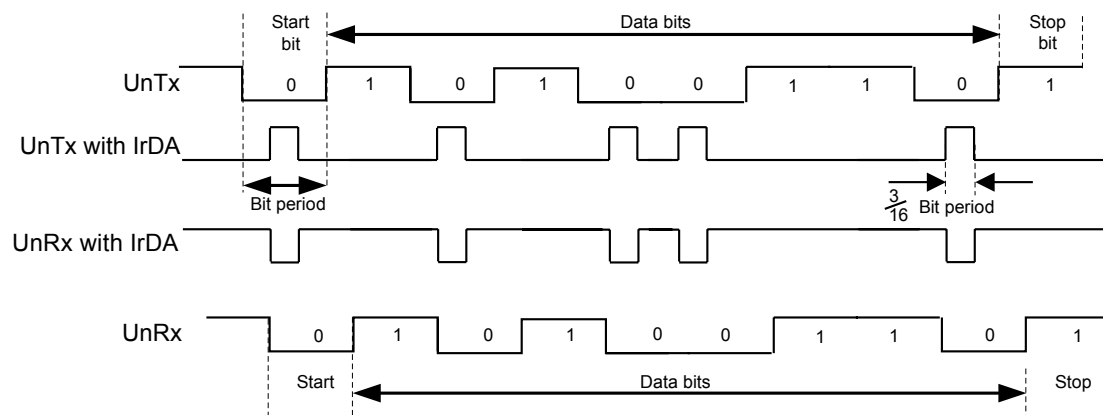 Start
bit
Data bits
Stop
bit
UnTx
0 1 0 1 0 0 1 1 0 1
UnTx with IrDA
Bit period
3/16 Bit period
UnRx with IrDA
UnRx
0 1 0 1 0 0 1 1 0 1
Start
Data bits
Stop